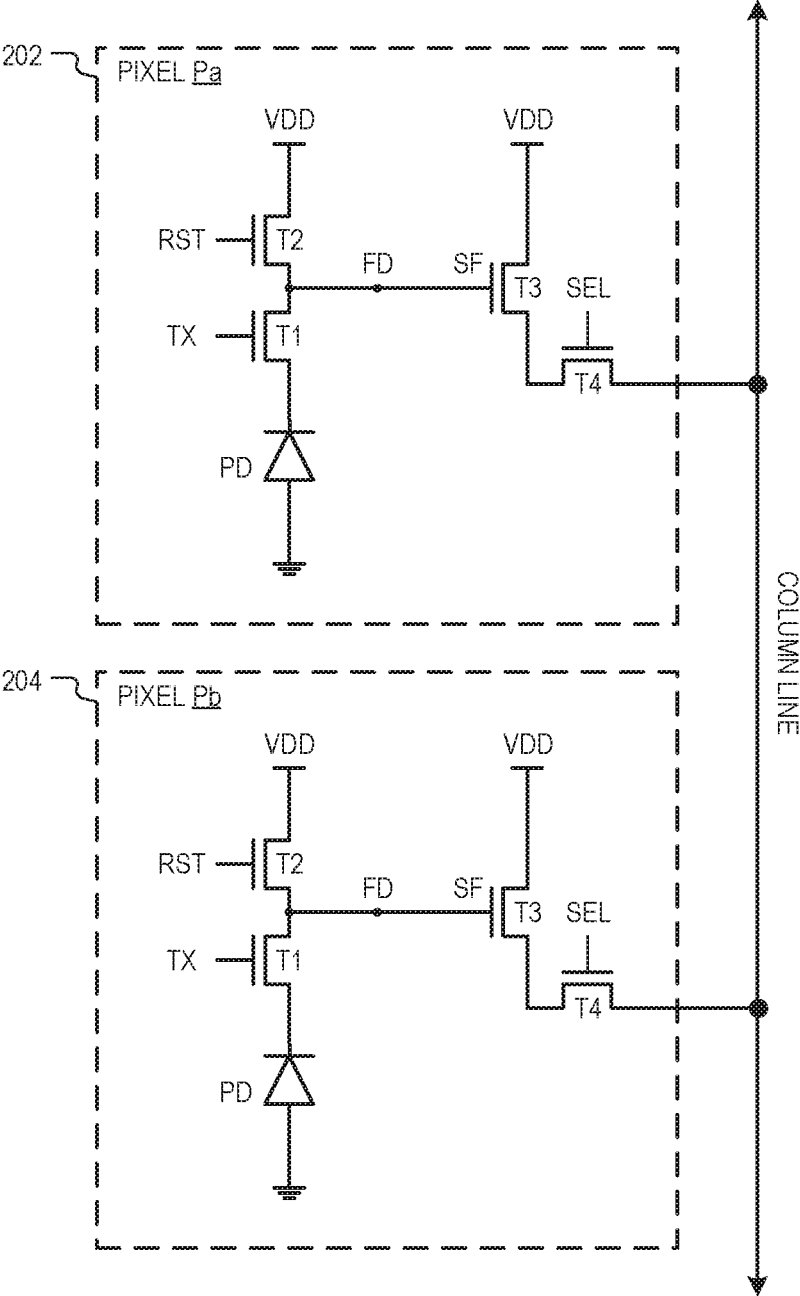 202
PIXEL Pa
VDD
VDD
RST
T2
FD
SF
T3
SEL
TX
T1
T4
PD
COLUMN LINE
204
PIXEL Pb
VDD
VDD
RST
T2
FD
SF
T3
SEL
TX
T1
T4
PD